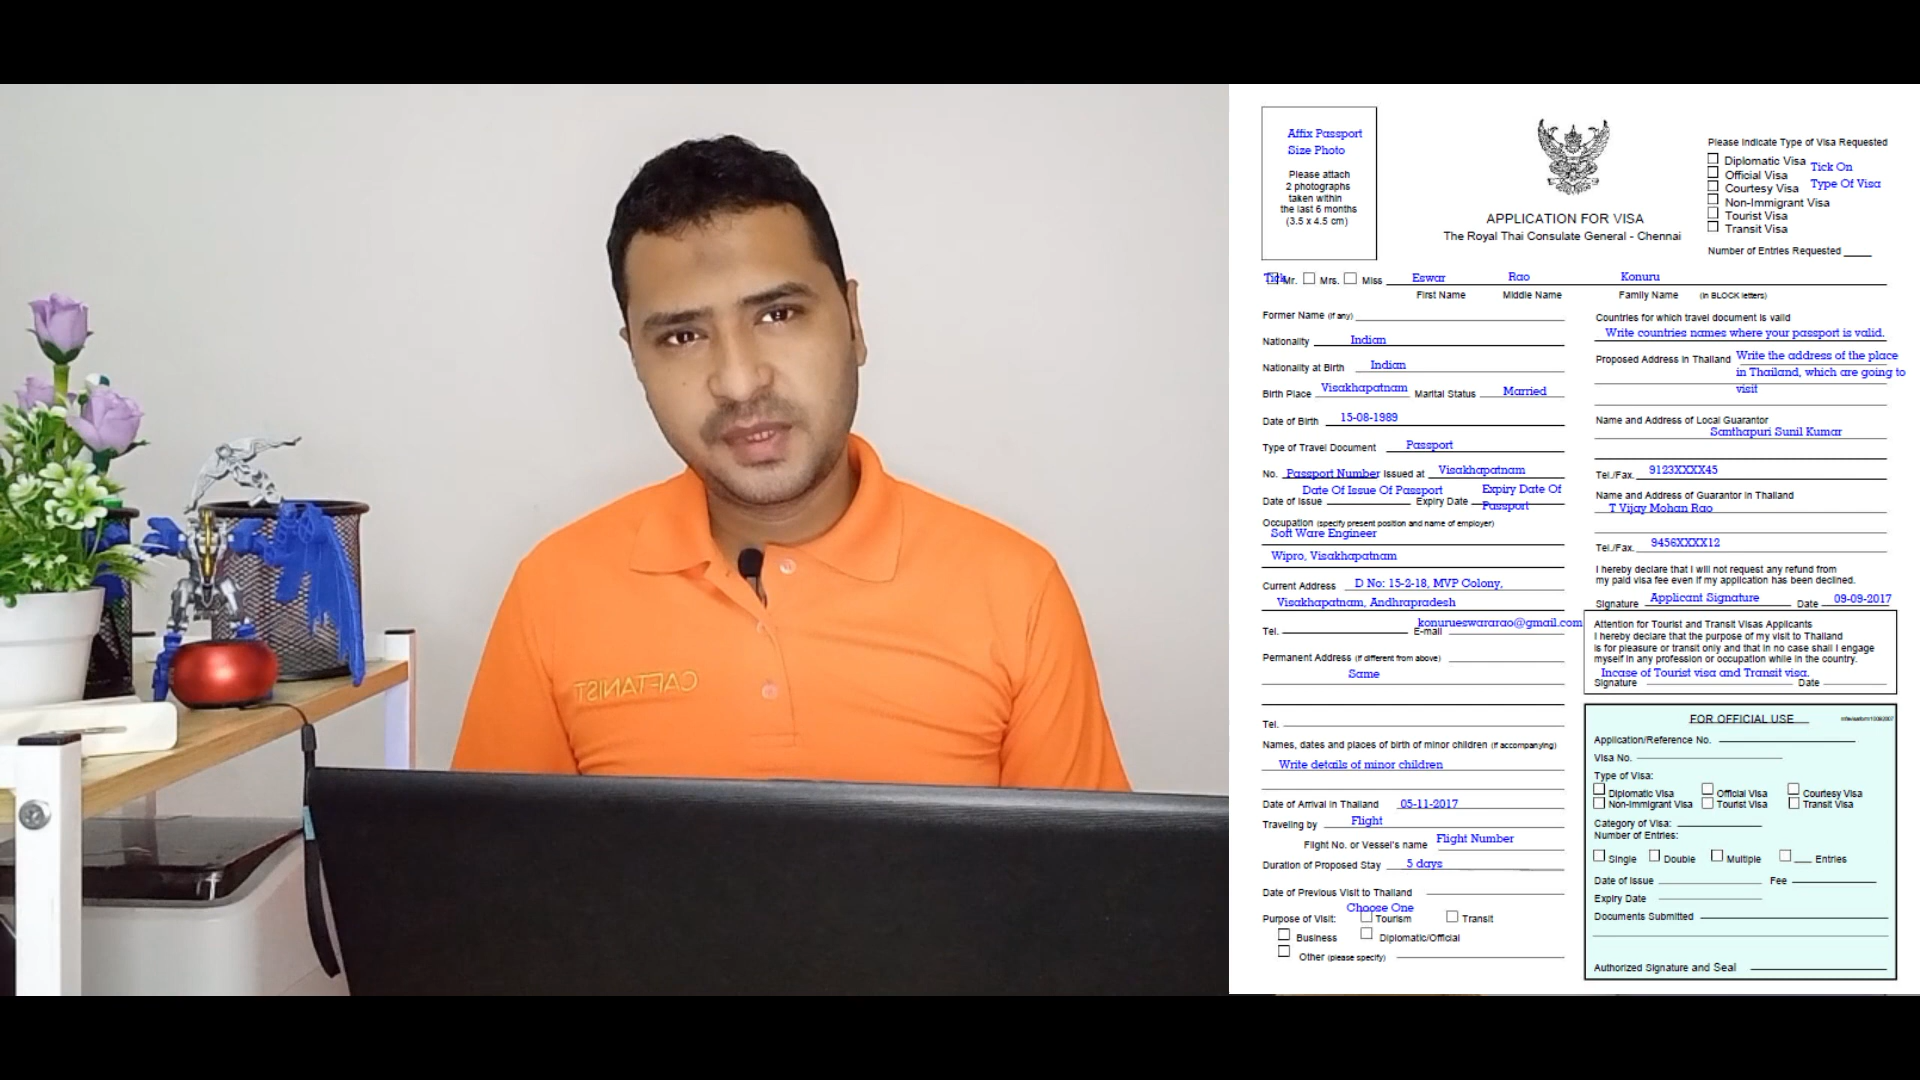 CAFTANIST
Affix Passport
Size Photo
Please attach
2 photographs
taken within
the last 6 months
(3.5 x 4.5 cm)
APPLICATION FOR VISA
The Royal Thai Consulate General - Chennai
Please Indicate Type of Visa Requested
Diplomatic Visa Tick On
Official Visa
Courtesy Visa Type Of Visa
Non-Immigrant Visa
Tourist Visa
Transit Visa
Number of Entries Requested ____
Tick Mr. Mrs. Miss Eswar Rao Konuru
First Name Middle Name Family Name (in BLOCK letters)
Former Name (if any)
Nationality Indian
Nationality at Birth Indian
Birth Place Visakhapatnam Marital Status Married
Date of Birth 15-08-1989
Type of Travel Document Passport
No. Passport Number Issued at Visakhapatnam
Date Of Issue Of Passport Expiry Date Of
Date of Issue Expiry Date Passport
Occupation (specify present position and name of employer)
Soft Ware Engineer
Wipro, Visakhapatnam
Current Address D No: 15-2-18, MVP Colony,
Visakhapatnam, Andhrapradesh
konurueswararao@gmail.com
Tel. E-mail
Permanent Address (if different from above)
Same
Tel.
Names, dates and places of birth of minor children (if accompanying)
Write details of minor children
Date of Arrival in Thailand 05-11-2017
Traveling by Flight
Flight No. or Vessel's name Flight Number
Duration of Proposed Stay 5 days
Date of Previous Visit to Thailand
Choose One
Purpose of Visit: Tourism Transit
Business Diplomatic/Official
Other (please specify)
Countries for which travel document is valid
Write countries names where your passport is valid.
Proposed Address in Thailand Write the address of the place
in Thailand, which are going to
visit
Name and Address of Local Guarantor
Santhapuri Sunil Kumar
Tel./Fax. 9123XXXX45
Name and Address of Guarantor in Thailand
T Vijay Mohan Rao
Tel./Fax. 9456XXXX12
I hereby declare that I will not request any refund from
my paid visa fee even if my application has been declined.
Signature Applicant Signature Date 09-09-2017
Attention for Tourist and Transit Visas Applicants
I hereby declare that the purpose of my visit to Thailand
is for pleasure or transit only and that in no case shall I engage
myself in any profession or occupation while in the country.
Incase of Tourist visa and Transit visa.
Signature Date
FOR OFFICIAL USE
Application/Reference No.
Visa No.
Type of Visa:
Diplomatic Visa Official Visa Courtesy Visa
Non-Immigrant Visa Tourist Visa Transit Visa
Category of Visa:
Number of Entries:
Single Double Multiple ___ Entries
Date of Issue Fee
Expiry Date
Documents Submitted
Authorized Signature and Seal